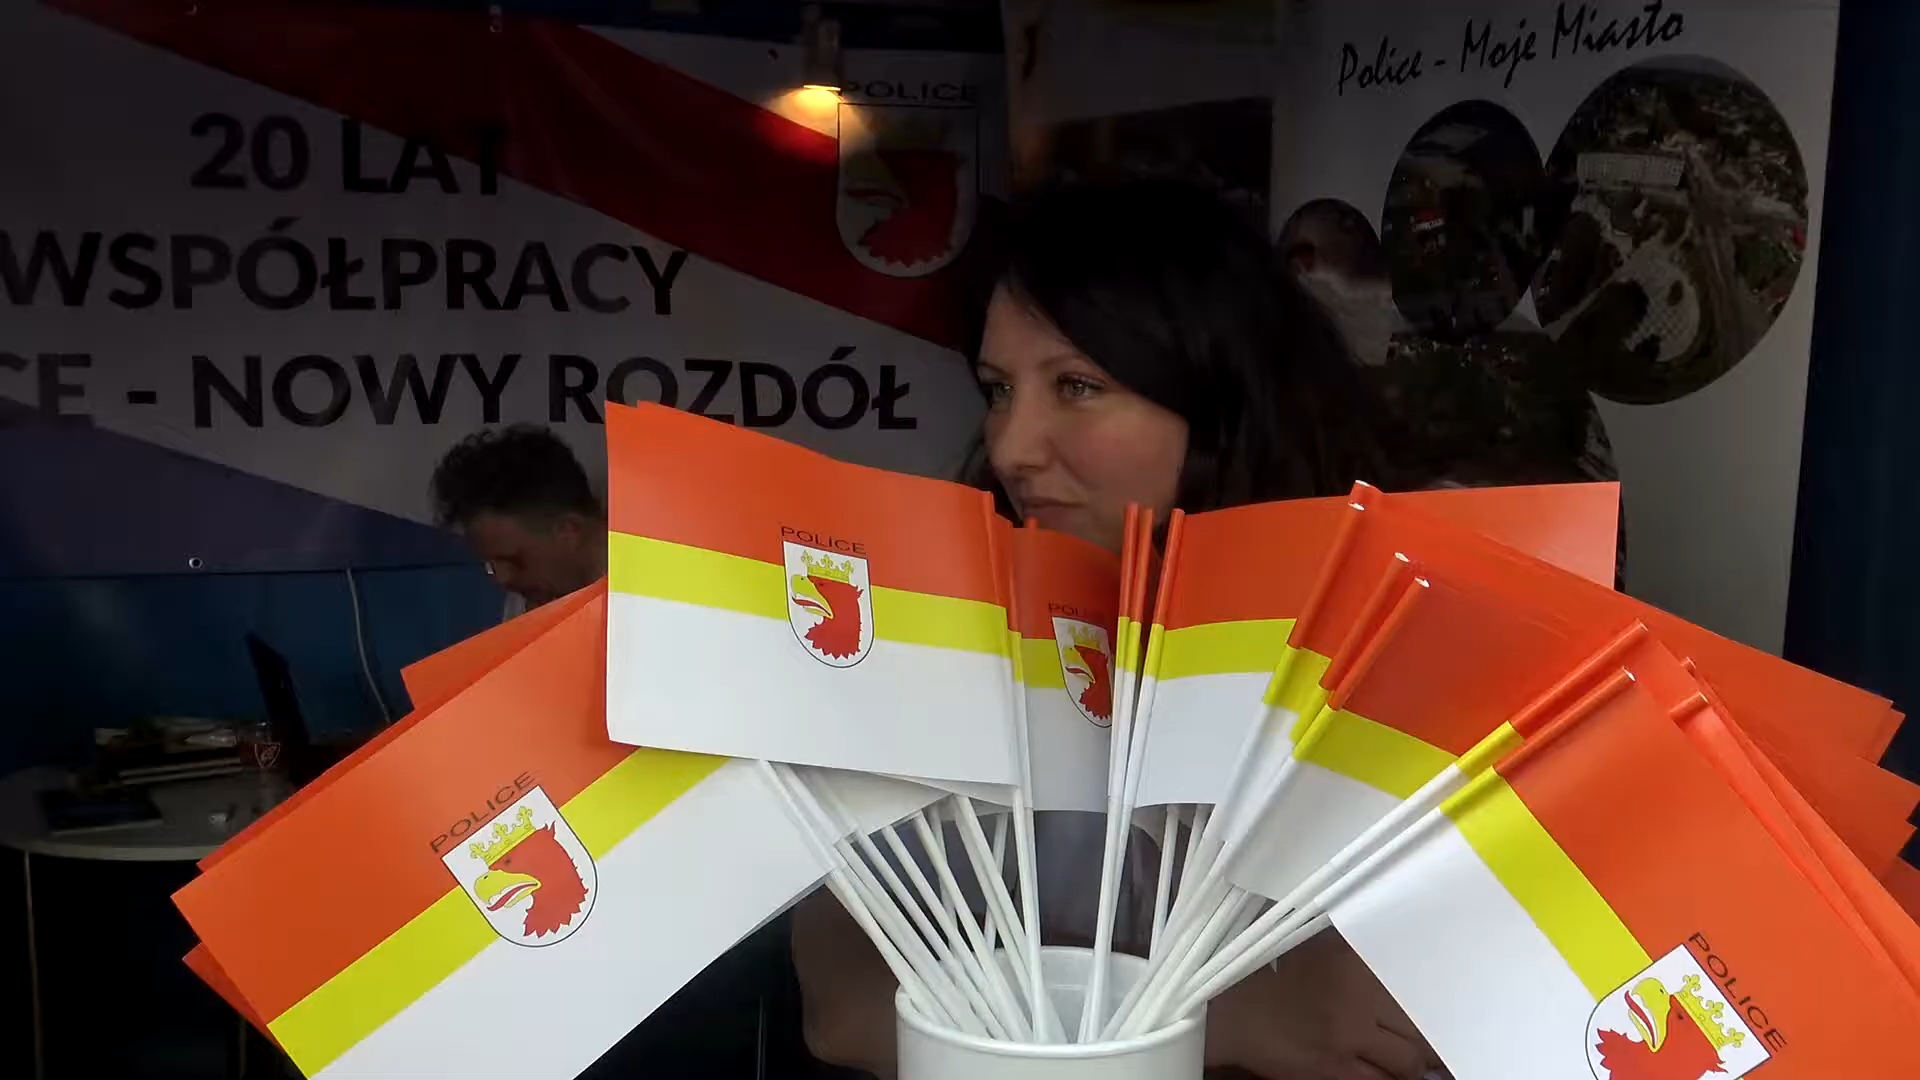 Police - Moje Miasto
POLICE
20 LAT
WSPÓŁPRACY
CE - NOWY ROZDÓŁ
POLICE
POLICE
POLICE
POLICE